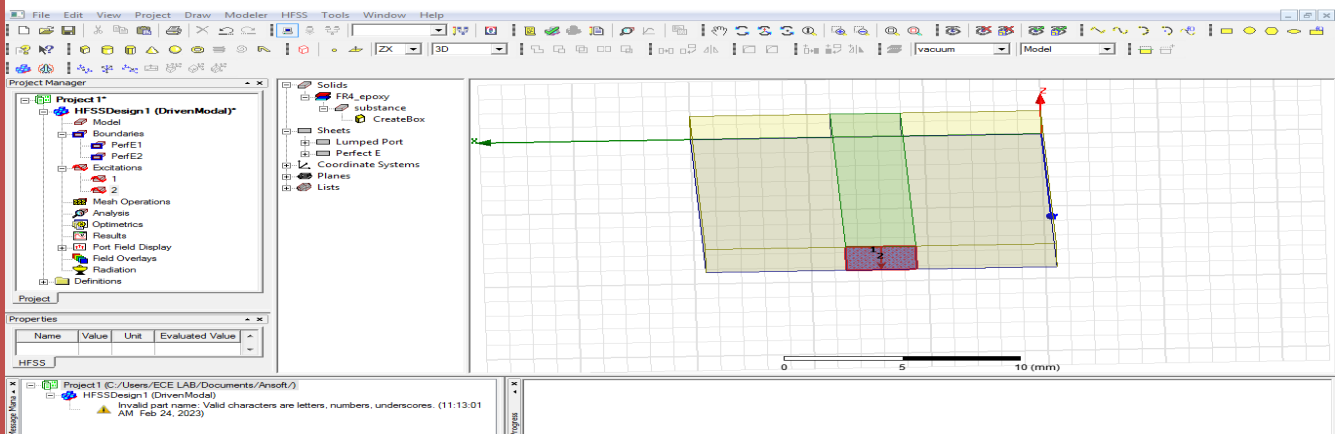 File Edit View Project Draw Modeler HFSS Tools Window Help
ZX 3D vacuum Model
Project Manager
Project1*
HFSSDesign1 (DrivenModal)*
Model
Boundaries
PerfE1
PerfE2
Excitations
1
2
Mesh Operations
Analysis
Optimetrics
Results
Port Field Display
Field Overlays
Radiation
Definitions
Project
Properties
Name Value Unit Evaluated Value
HFSS
Solids
FR4_epoxy
substance
CreateBox
Sheets
Lumped Port
Perfect E
Coordinate Systems
Planes
Lists
Z
X
1
2
0 5 10 (mm)
Message Mana
Project1 (C:/Users/ECE LAB/Documents/Ansoft/)
HFSSDesign1 (DrivenModal)
Invalid part name: Valid characters are letters, numbers, underscores. (11:13:01
AM Feb 24, 2023)
Progress